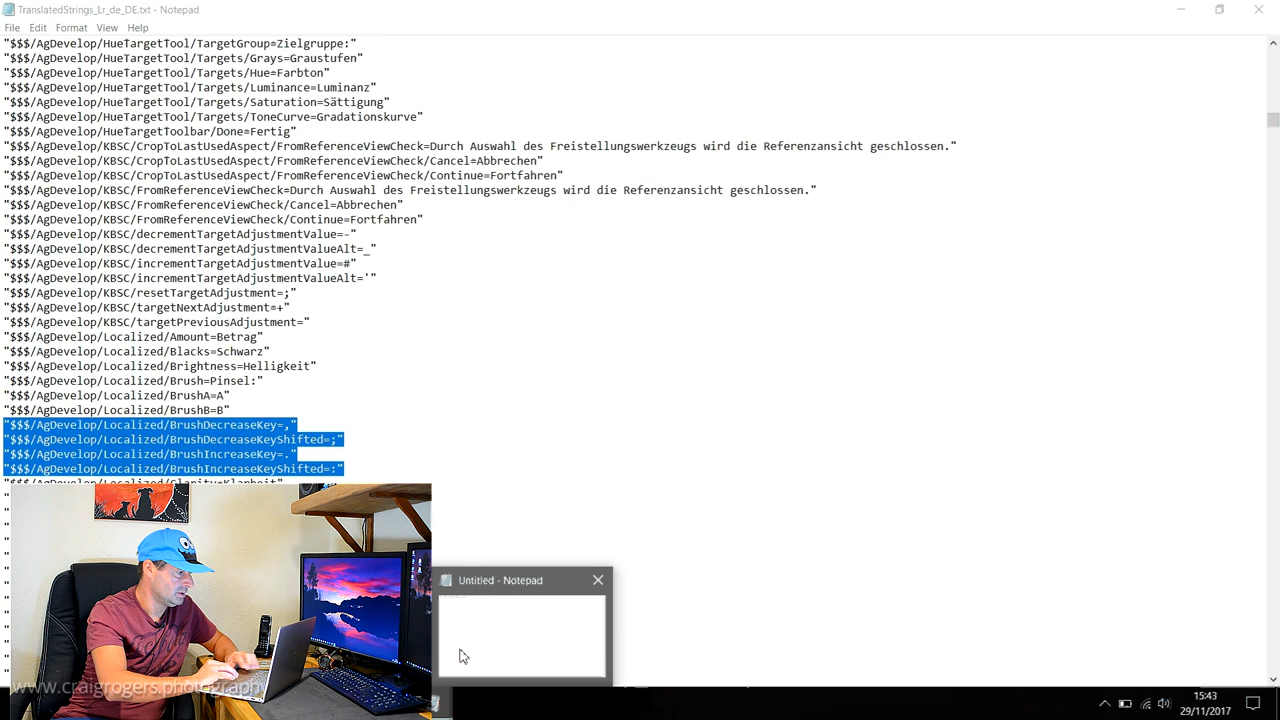 TranslatedStrings_Lr_de_DE.txt - Notepad
File Edit Format View Help
"$$$/AgDevelop/HueTargetTool/TargetGroup=Zielgruppe:"
"$$$/AgDevelop/HueTargetTool/Targets/Grays=Graustufen"
"$$$/AgDevelop/HueTargetTool/Targets/Hue=Farbton"
"$$$/AgDevelop/HueTargetTool/Targets/Luminance=Luminanz"
"$$$/AgDevelop/HueTargetTool/Targets/Saturation=Sättigung"
"$$$/AgDevelop/HueTargetTool/Targets/ToneCurve=Gradationskurve"
"$$$/AgDevelop/HueTargetToolbar/Done=Fertig"
"$$$/AgDevelop/KBSC/CropToLastUsedAspect/FromReferenceViewCheck=Durch Auswahl des Freistellungswerkzeugs wird die Referenzansicht geschlossen."
"$$$/AgDevelop/KBSC/CropToLastUsedAspect/FromReferenceViewCheck/Cancel=Abbrechen"
"$$$/AgDevelop/KBSC/CropToLastUsedAspect/FromReferenceViewCheck/Continue=Fortfahren"
"$$$/AgDevelop/KBSC/FromReferenceViewCheck=Durch Auswahl des Freistellungswerkzeugs wird die Referenzansicht geschlossen."
"$$$/AgDevelop/KBSC/FromReferenceViewCheck/Cancel=Abbrechen"
"$$$/AgDevelop/KBSC/FromReferenceViewCheck/Continue=Fortfahren"
"$$$/AgDevelop/KBSC/decrementTargetAdjustmentValue=-"
"$$$/AgDevelop/KBSC/decrementTargetAdjustmentValueAlt=_"
"$$$/AgDevelop/KBSC/incrementTargetAdjustmentValue=#"
"$$$/AgDevelop/KBSC/incrementTargetAdjustmentValueAlt='"
"$$$/AgDevelop/KBSC/resetTargetAdjustment=;"
"$$$/AgDevelop/KBSC/targetNextAdjustment=+"
"$$$/AgDevelop/KBSC/targetPreviousAdjustment="
"$$$/AgDevelop/Localized/Amount=Betrag"
"$$$/AgDevelop/Localized/Blacks=Schwarz"
"$$$/AgDevelop/Localized/Brightness=Helligkeit"
"$$$/AgDevelop/Localized/Brush=Pinsel:"
"$$$/AgDevelop/Localized/BrushA=A"
"$$$/AgDevelop/Localized/BrushB=B"
"$$$/AgDevelop/Localized/BrushDecreaseKey=,"
"$$$/AgDevelop/Localized/BrushDecreaseKeyShifted=;"
"$$$/AgDevelop/Localized/BrushIncreaseKey=."
"$$$/AgDevelop/Localized/BrushIncreaseKeyShifted=:"
"$$$/AgDevelop/Localized/Clarity=Klarheit"
Untitled - Notepad
www.craigrogers.photography
15:43
29/11/2017